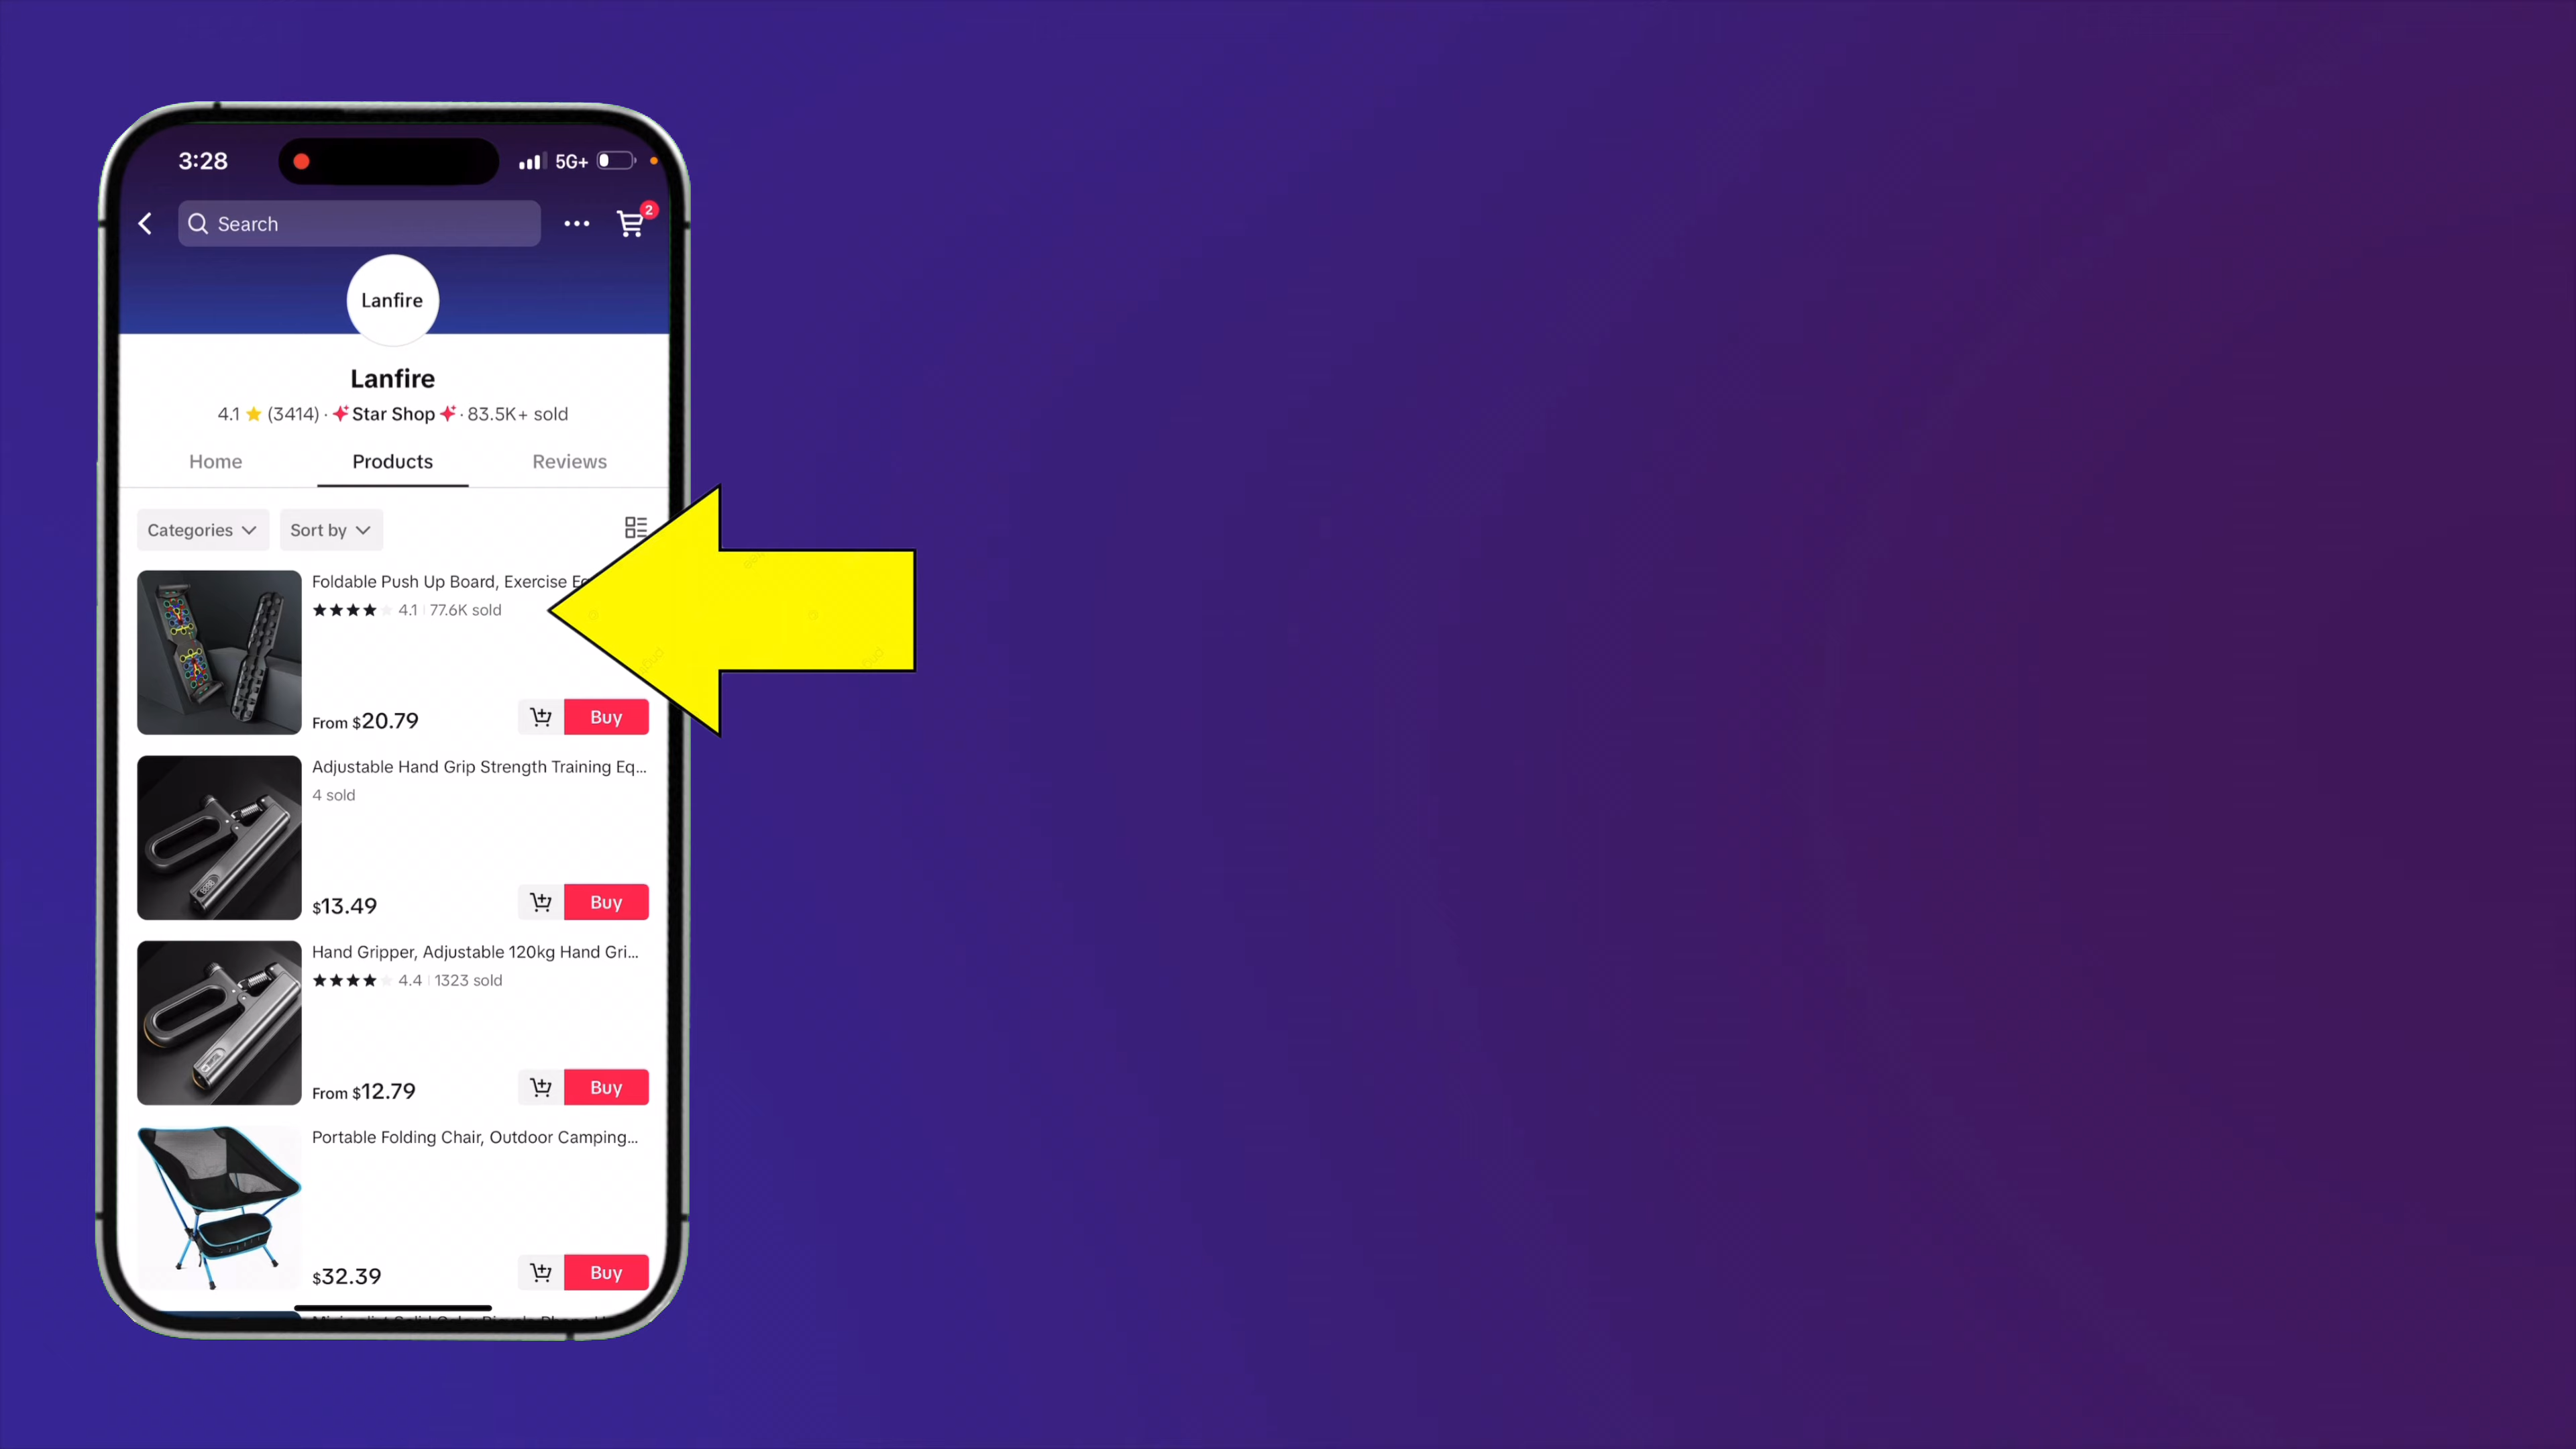 3:28
5G+
Search
2
Lanfire
Lanfire
4.1 (3414) · Star Shop · 83.5K+ sold
Home
Products
Reviews
Categories
Sort by
Foldable Push Up Board, Exercise
4.1 77.6K sold
From $20.79
Buy
Adjustable Hand Grip Strength Training Eq...
4 sold
$13.49
Buy
Hand Gripper, Adjustable 120kg Hand Gri...
4.4 1323 sold
From $12.79
Buy
Portable Folding Chair, Outdoor Camping...
$32.39
Buy